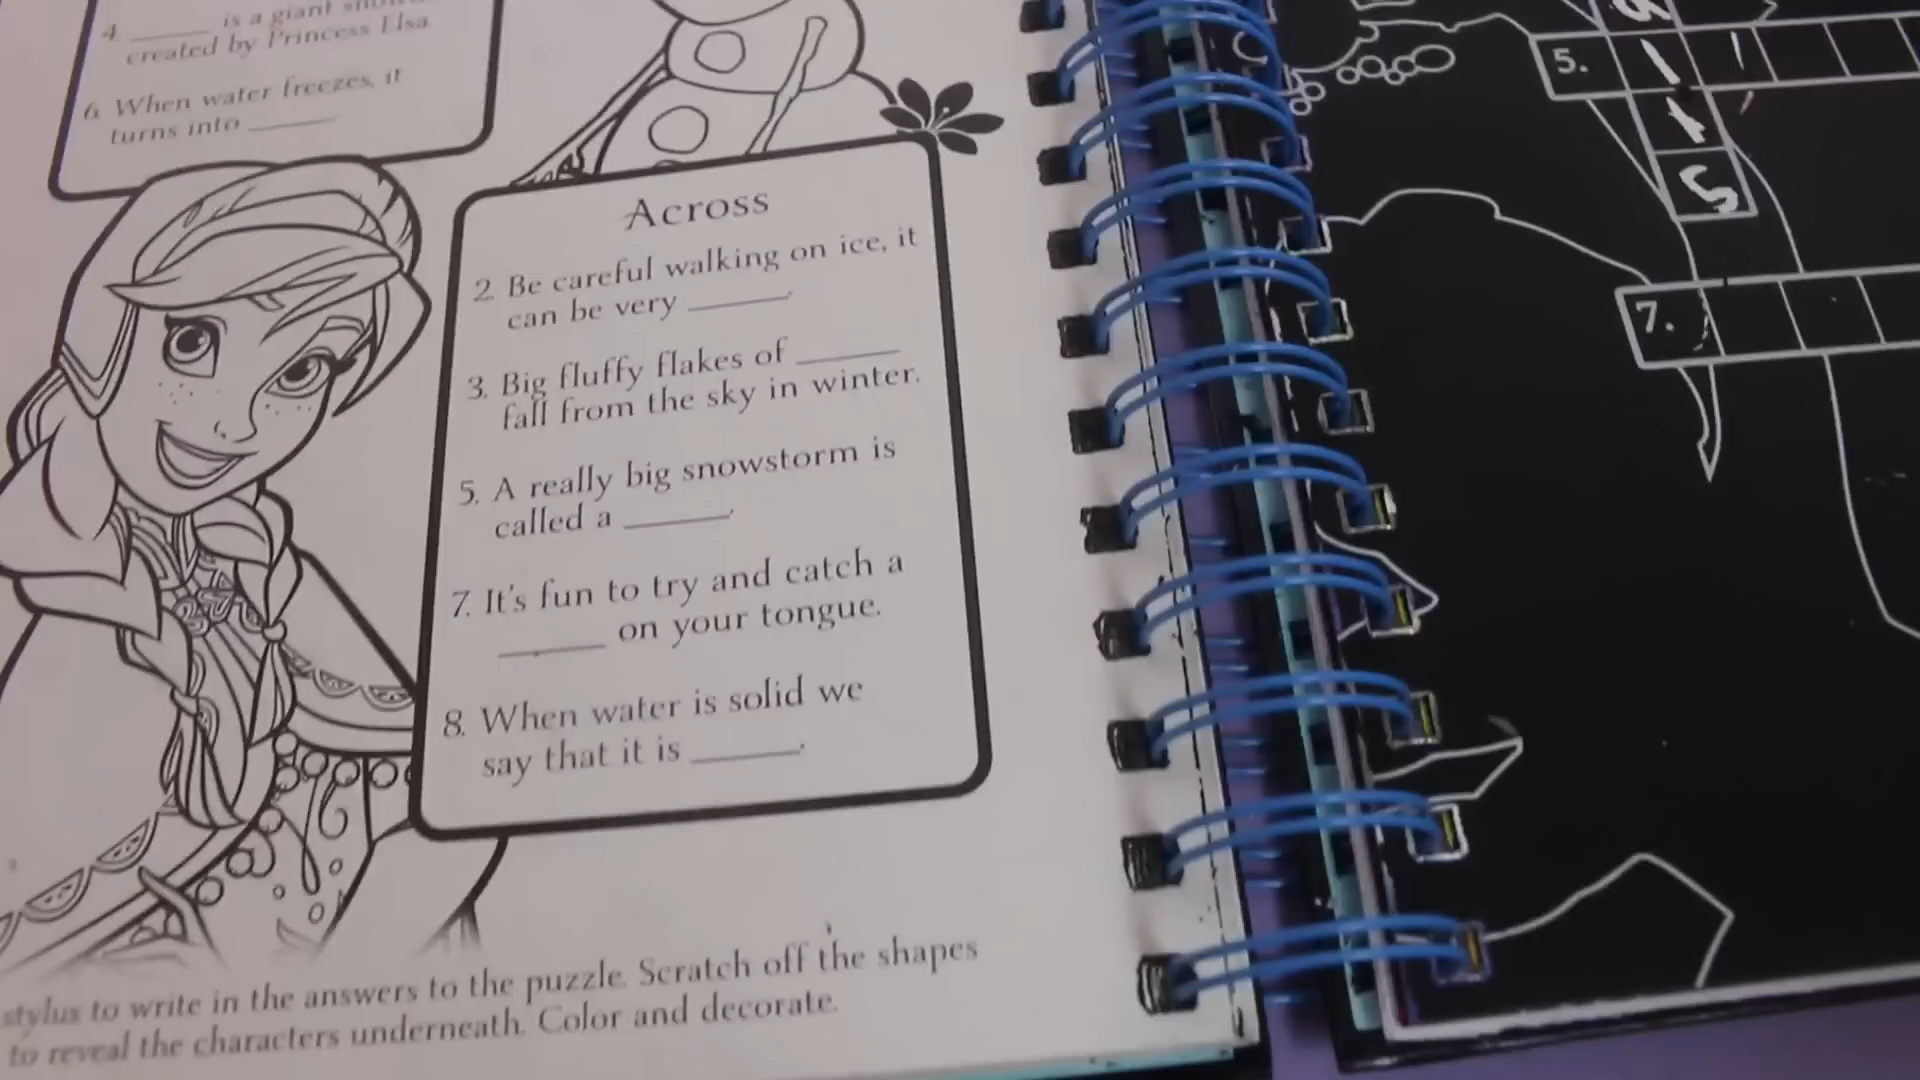 4. ______ is a giant
created by Princess Elsa.
6. When water freezes, it
turns into ______
Across
2. Be careful walking on ice, it
can be very ______.
3. Big fluffy flakes of ______
fall from the sky in winter.
5. A really big snowstorm is
called a ______.
7. It's fun to try and catch a
______ on your tongue.
8. When water is solid we
say that it is ______.
stylus to write in the answers to the puzzle. Scratch off the shapes
to reveal the characters underneath. Color and decorate.
5.
S
7.